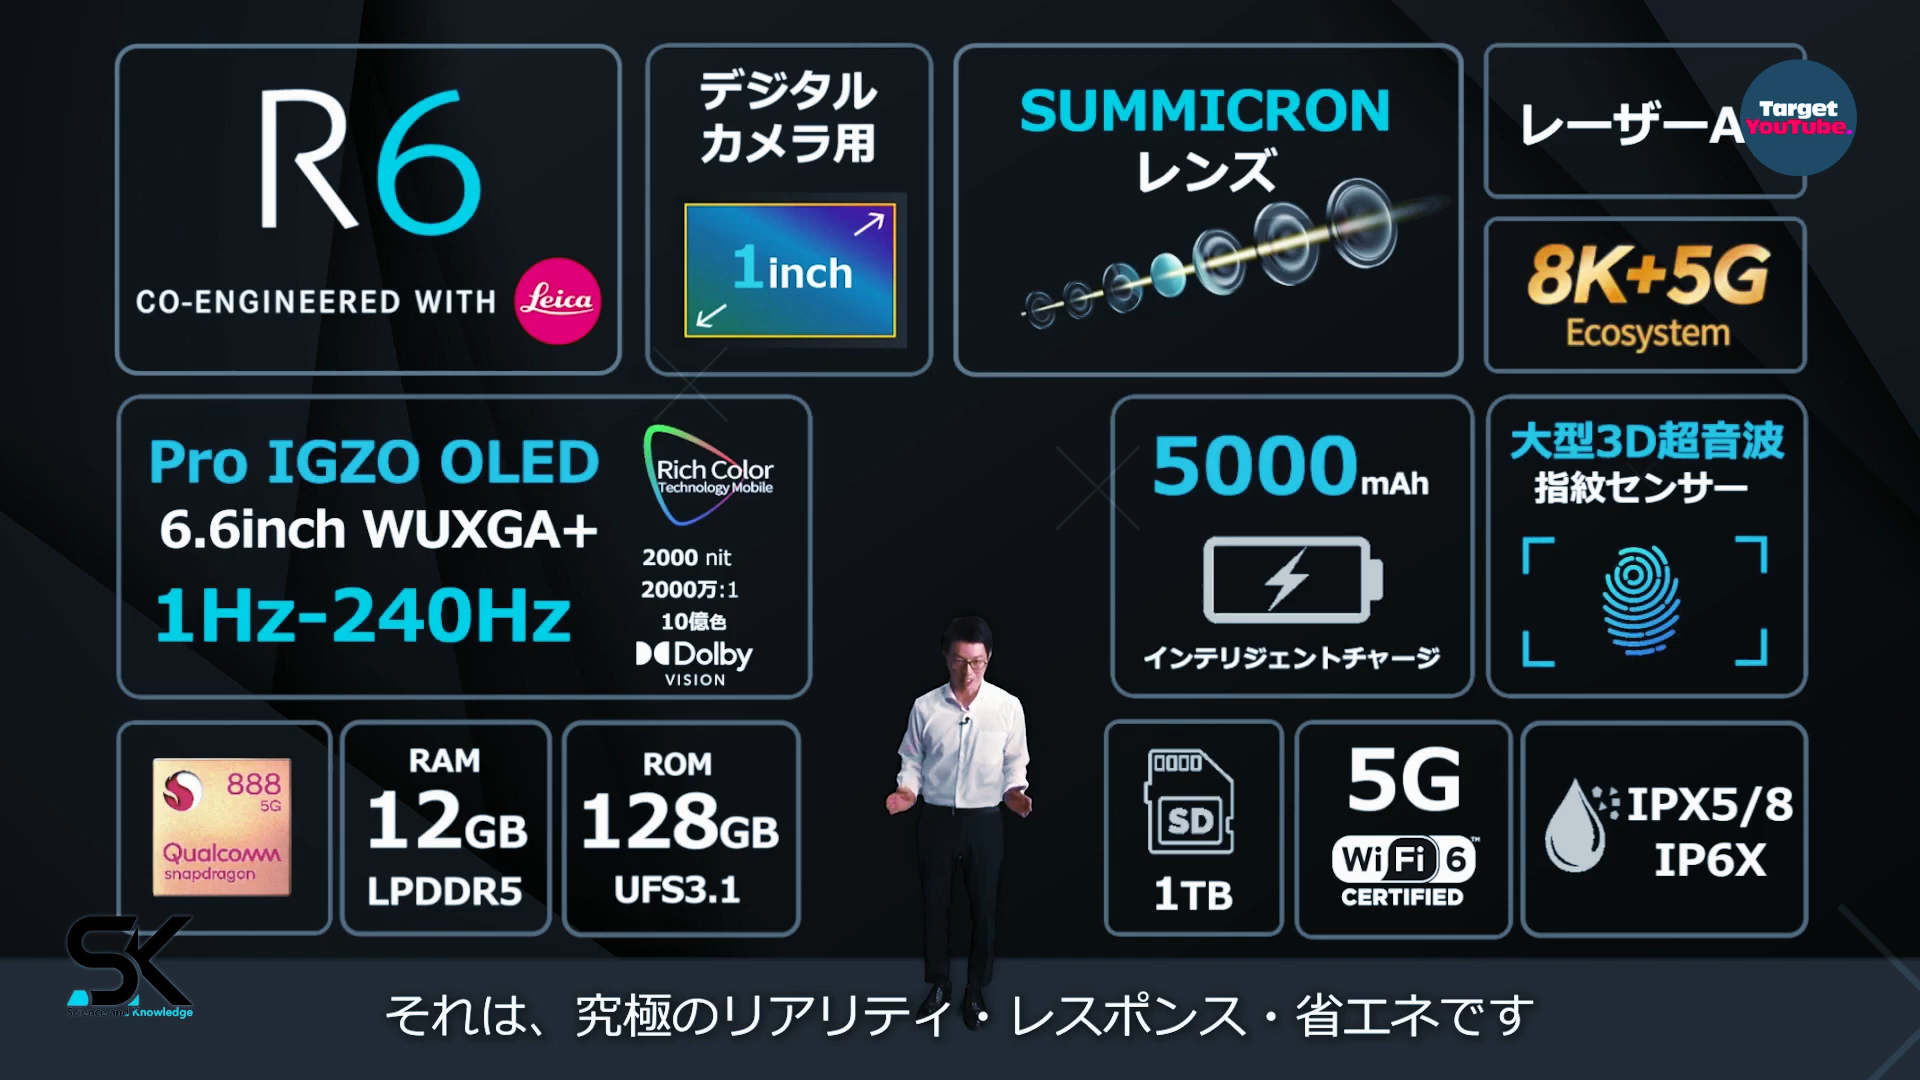 R6
CO-ENGINEERED WITH
Leica
デジタル
カメラ用
1inch
SUMMICRON
レンズ
レーザーA
Target
YouTube.
8K+5G
Ecosystem
Pro IGZO OLED
6.6inch WUXGA+
1Hz-240Hz
Rich Color
Technology Mobile
2000 nit
2000万:1
10億色
Dolby
VISION
5000mAh
インテリジェントチャージ
大型3D超音波
指紋センサー
888
5G
Qualcomm
snapdragon
RAM
12GB
LPDDR5
ROM
128GB
UFS3.1
SD
1TB
5G
Wi Fi 6™
CERTIFIED
IPX5/8
IP6X
SK
Science and Knowledge
それは、究極のリアリティ・レスポンス・省エネです